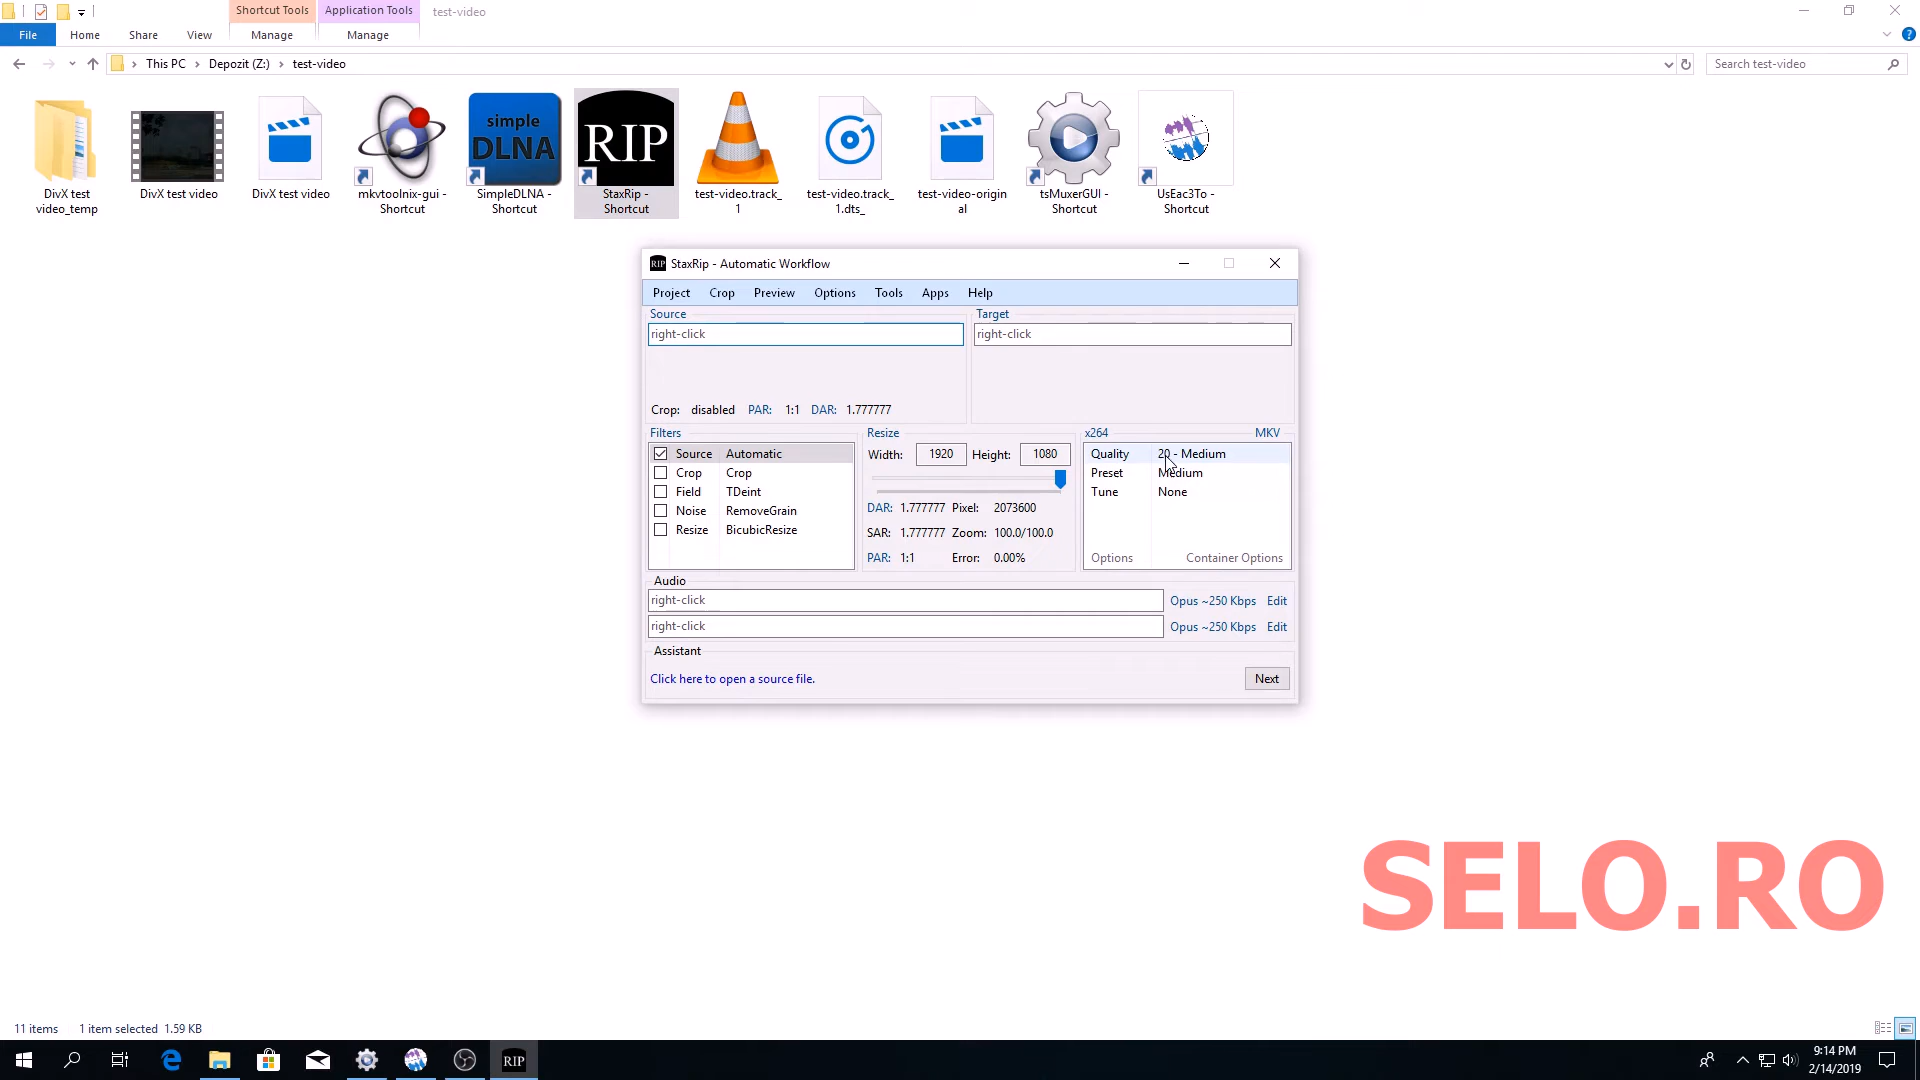 Shortcut Tools Application Tools test-video
File Home Share View Manage Manage
This PC Depozit (Z:) test-video Search test-video
simple
DLNA
RIP
DivX test
video_temp
DivX test video
DivX test video
mkvtoolnix-gui -
Shortcut
SimpleDLNA -
Shortcut
StaxRip -
Shortcut
test-video.track_
1
test-video.track_
1.dts_
test-video-origin
al
tsMuxerGUI -
Shortcut
UsEac3To -
Shortcut
RIP StaxRip - Automatic Workflow
Project Crop Preview Options Tools Apps Help
Source Target
right-click right-click
Crop: disabled PAR: 1:1 DAR: 1.777777
Filters Resize x264 MKV
Source Automatic Width: 1920 Height: 1080 Quality 20 - Medium
Crop Crop Preset Medium
Field TDeint Tune None
Noise RemoveGrain DAR: 1.777777 Pixel: 2073600
Resize BicubicResize SAR: 1.777777 Zoom: 100.0/100.0
PAR: 1:1 Error: 0.00% Options Container Options
Audio
right-click Opus ~250 Kbps Edit
right-click Opus ~250 Kbps Edit
Assistant
Click here to open a source file. Next
SELO.RO
11 items 1 item selected 1.59 KB
RIP
9:14 PM
2/14/2019